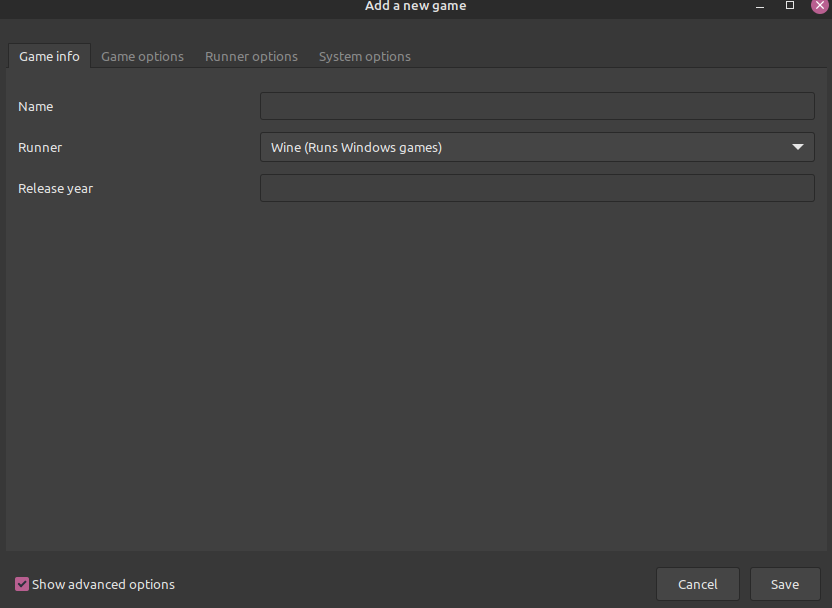 Add a new game
Game info Game options Runner options System options
Name
Runner Wine (Runs Windows games)
Release year
Show advanced options Cancel Save